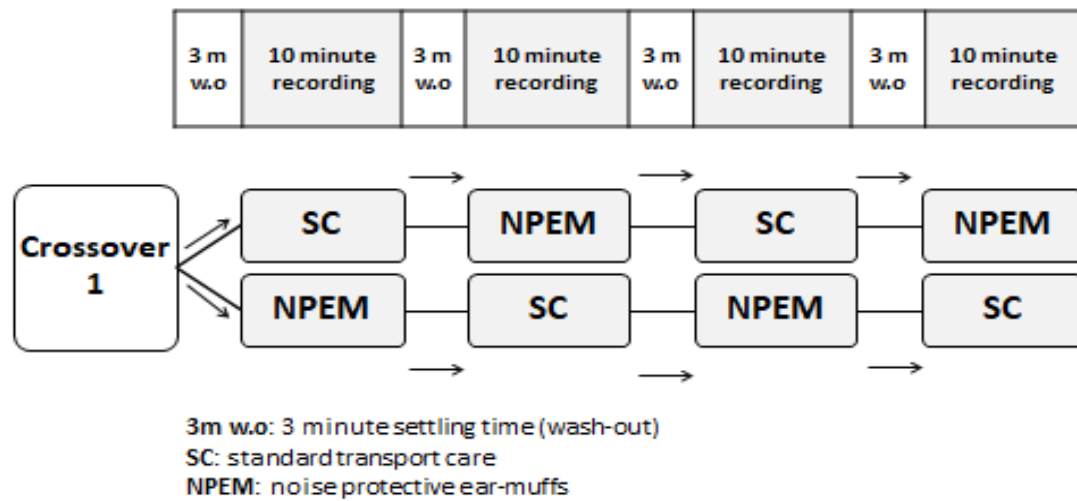 3 m w.o 10 minute recording 3 m w.o 10 minute recording 3 m w.o 10 minute recording 3 m w.o 10 minute recording
SC NPEM SC NPEM
Crossover 1
NPEM SC NPEM SC
3m w.o: 3 minute settling time (wash-out)
SC: standard transport care
NPEM: noise protective ear-muffs